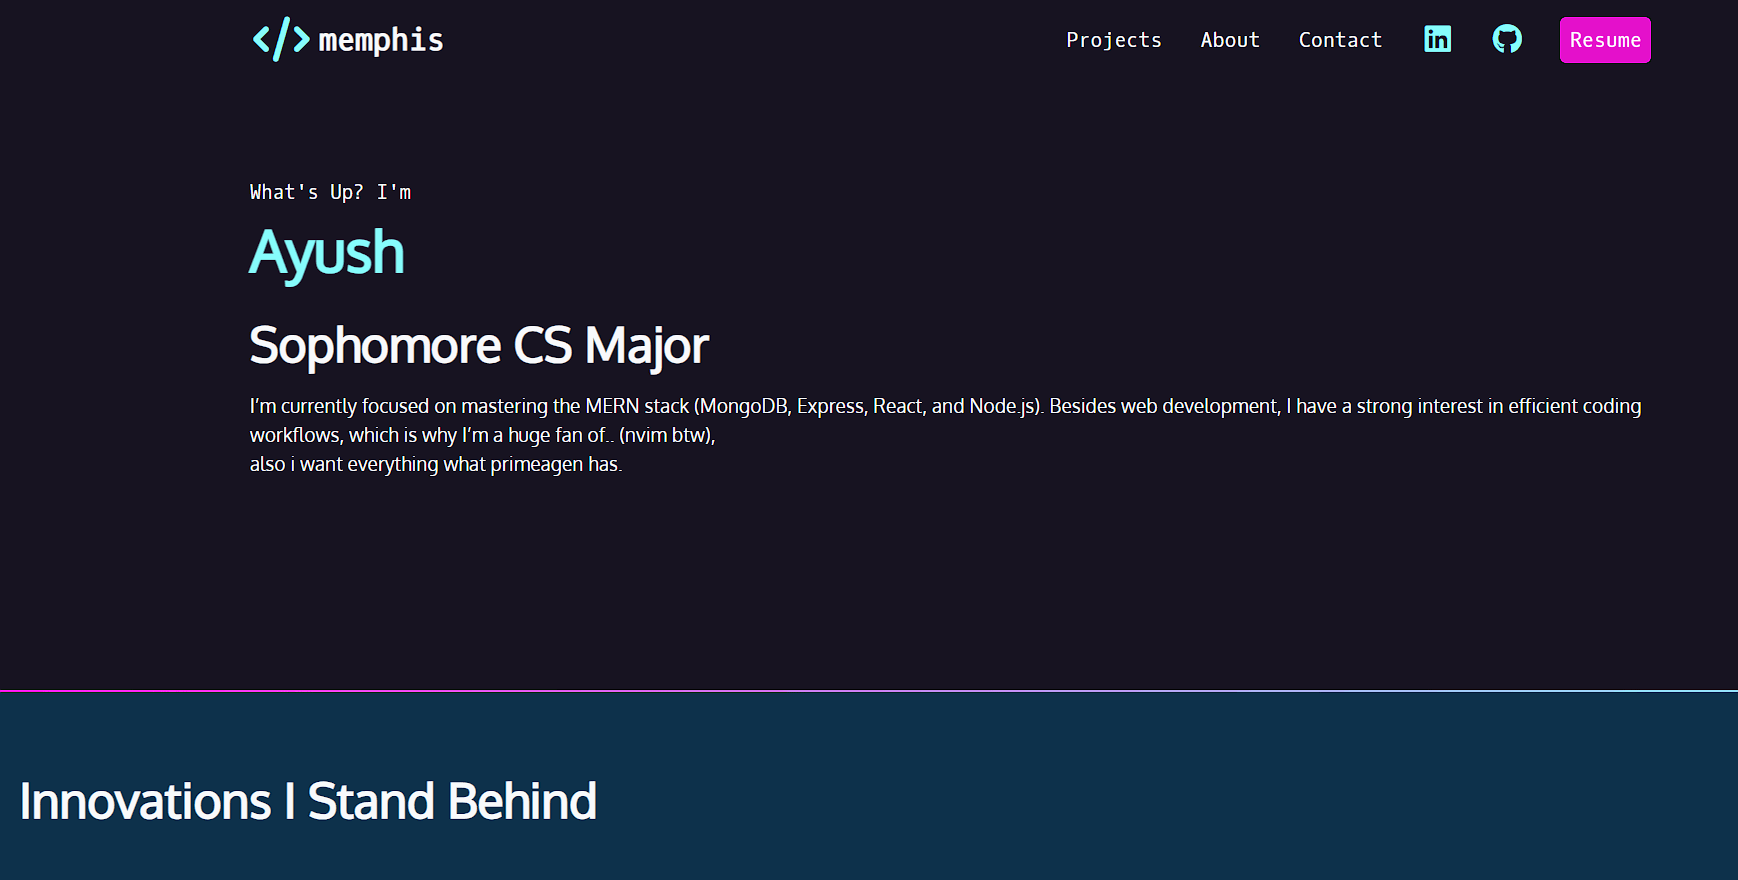 </> memphis
Projects About Contact in Resume
What's Up? I'm
Ayush
Sophomore CS Major
I’m currently focused on mastering the MERN stack (MongoDB, Express, React, and Node.js). Besides web development, I have a strong interest in efficient coding
workflows, which is why I’m a huge fan of.. (nvim btw),
also i want everything what primeagen has.
Innovations I Stand Behind